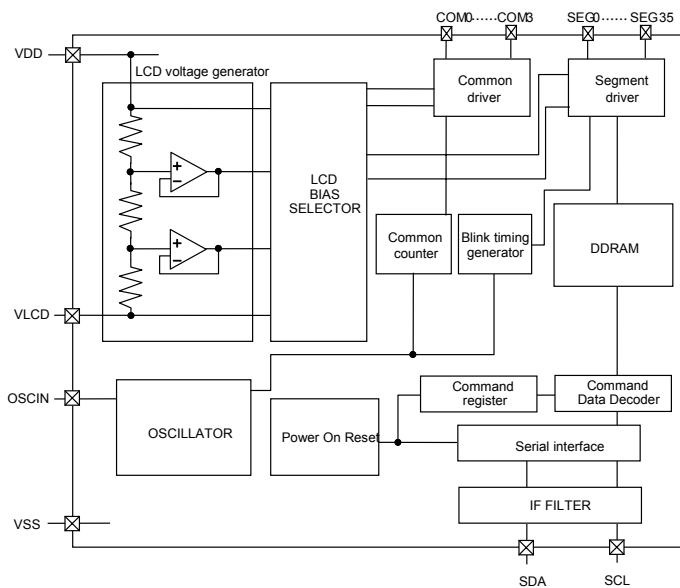 COM0……COM3
SEG0…… SEG35
VDD
LCD voltage generator
Common
driver
Segment
driver
+
−
LCD
BIAS
SELECTOR
+
−
Common
counter
Blink timing
generator
DDRAM
VLCD
OSCIN
OSCILLATOR
Power On Reset
Command
register
Command
Data Decoder
Serial interface
IF FILTER
VSS
SDA
SCL